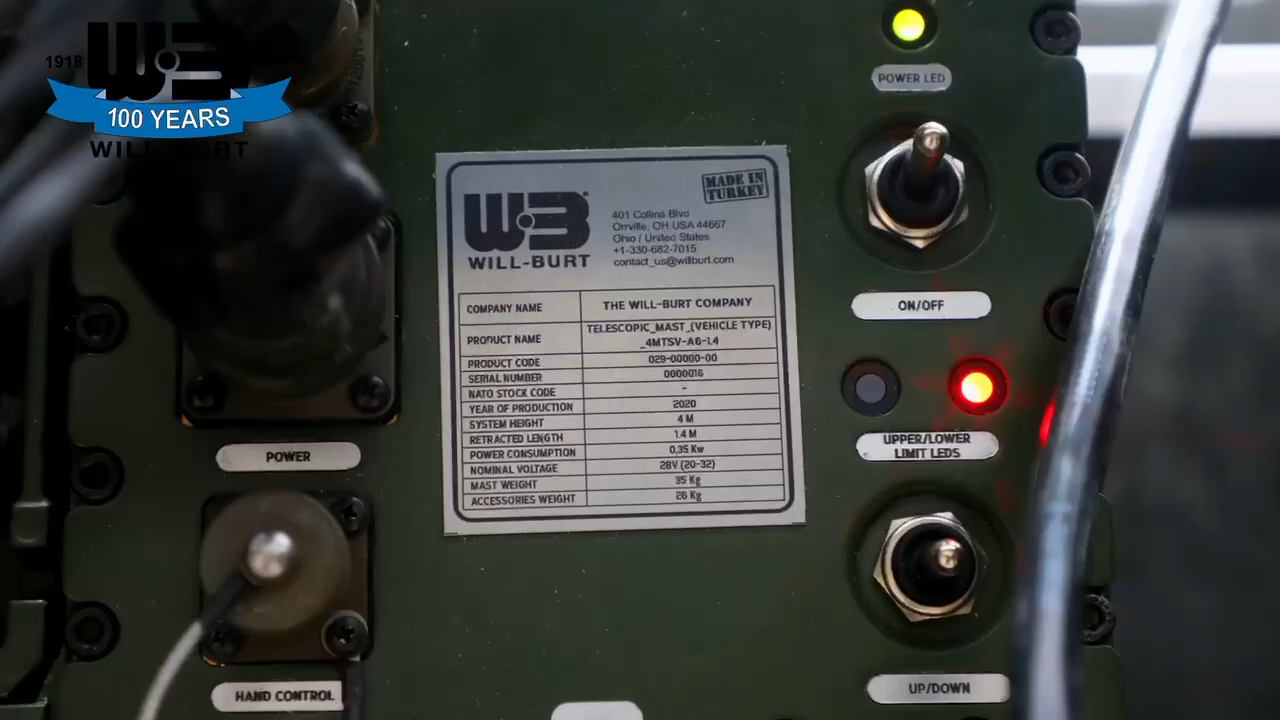 1918
W3
100 YEARS
WILL-BURT
POWER LED
ON/OFF
UPPER/LOWER
LIMIT LEDS
UP/DOWN
POWER
HAND CONTROL
W3
WILL-BURT
MADE IN
TURKEY
401 Collins Blvd
Orrville, OH USA 44667
Ohio / United States
+1-330-682-7015
contact_us@willburt.com
COMPANY NAME THE WILL-BURT COMPANY
PRODUCT NAME TELESCOPIC_MAST_(VEHICLE TYPE)
_4MTSV-A6-1.4
PRODUCT CODE 029-00000-00
SERIAL NUMBER 0000016
NATO STOCK CODE -
YEAR OF PRODUCTION 2020
SYSTEM HEIGHT 4 M
RETRACTED LENGTH 1.4 M
POWER CONSUMPTION 0,35 Kw
NOMINAL VOLTAGE 28V (20-32)
MAST WEIGHT 35 Kg
ACCESSORIES WEIGHT 26 Kg